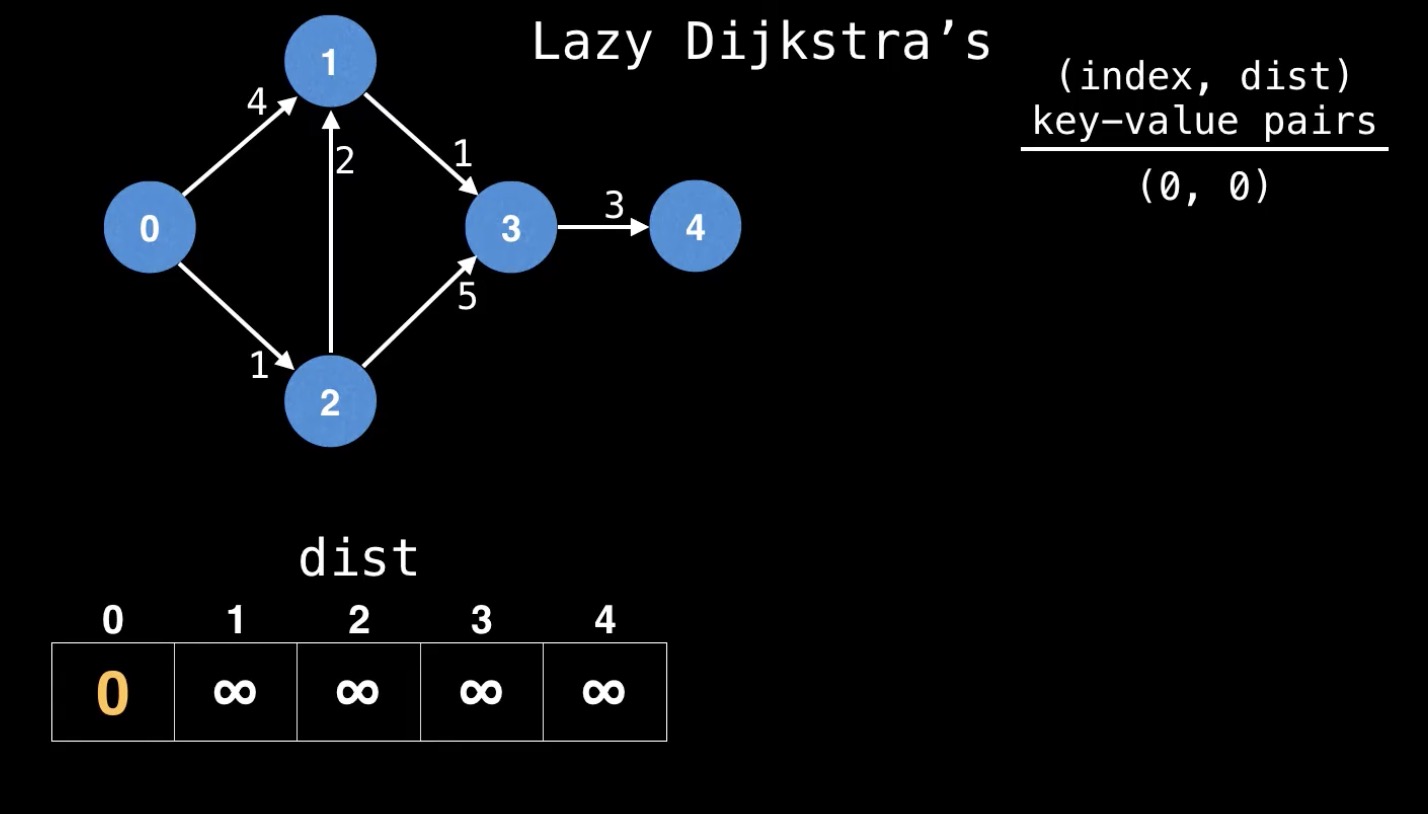 Lazy Dijkstra’s
(index, dist)
key-value pairs
(0, 0)
1
4
2
1
0
3
3
4
5
1
2
dist
0 1 2 3 4
0 ∞ ∞ ∞ ∞